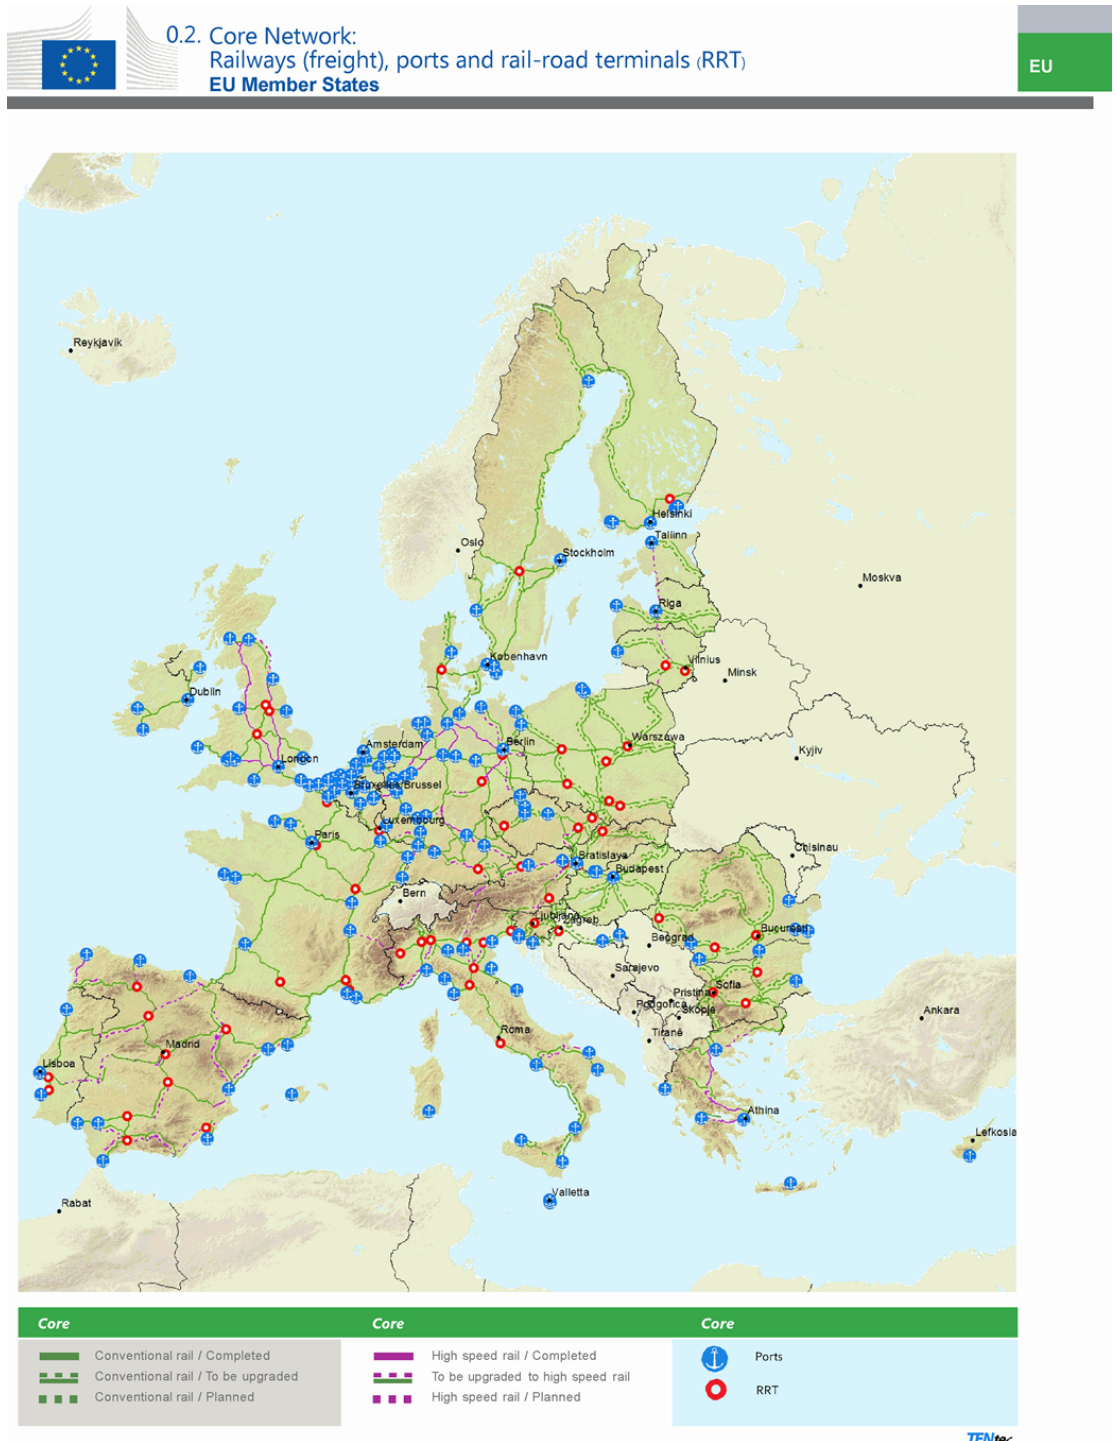 0.2. Core Network:
Railways (freight), ports and rail-road terminals (RRT)
EU Member States
EU
Reykjavík
Oslo
Helsinki
Tallinn
Stockholm
Moskva
Riga
København
Vilnius
Minsk
Dublin
Amsterdam
Berlin
Warszawa
London
Kyjiv
Bruxelles/Brussel
Luxembourg
Paris
Chisinau
Bratislava
Budapest
Bern
Ljubljana
Zagreb
Bucuresti
Beograd
Sarajevo
Sofia
Pristina
Podgorica
Skopje
Ankara
Roma
Tiranë
Madrid
Lisboa
Athina
Lefkosia
Valletta
Rabat
Core
Core
Core
Conventional rail / Completed
High speed rail / Completed
Ports
Conventional rail / To be upgraded
To be upgraded to high speed rail
Conventional rail / Planned
High speed rail / Planned
RRT
TENtec